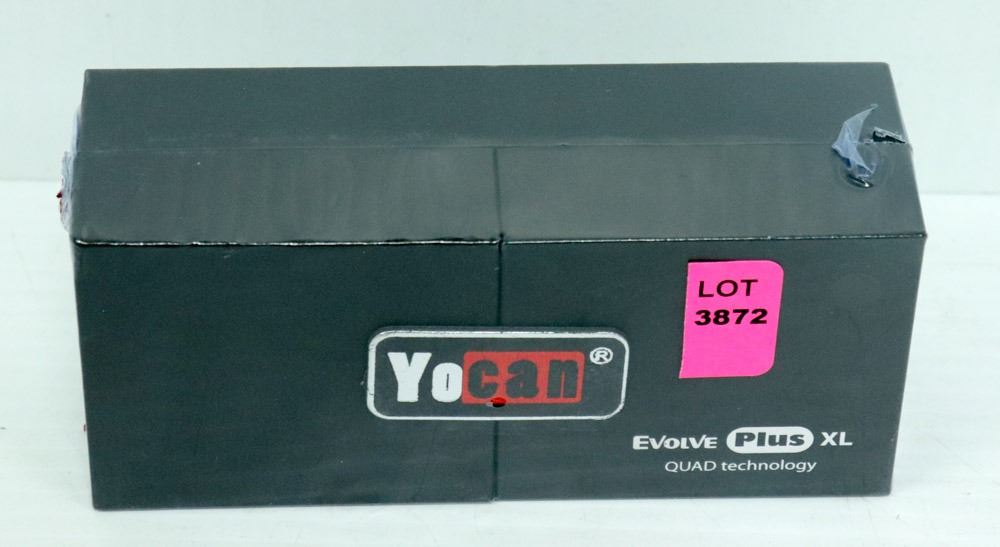 LOT
3872
Yocan®
EVOLVE Plus XL
QUAD technology